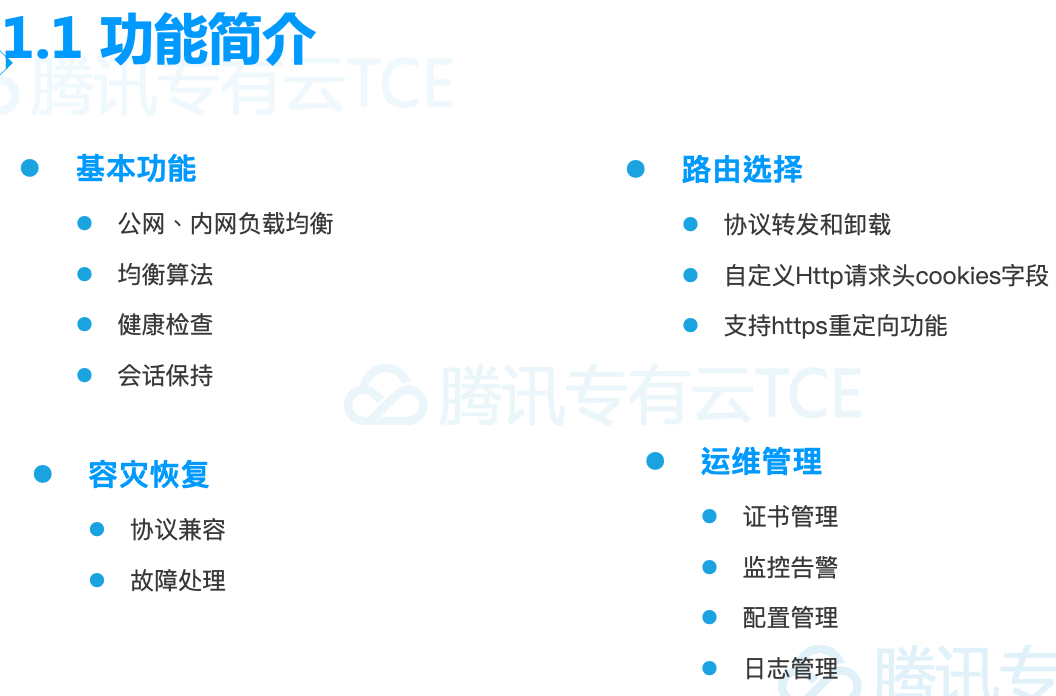 1.1 功能简介
腾讯专有云TCE
基本功能
公网、内网负载均衡
均衡算法
健康检查
会话保持
路由选择
协议转发和卸载
自定义Http请求头cookies字段
支持https重定向功能
腾讯专有云TCE
容灾恢复
协议兼容
故障处理
运维管理
证书管理
监控告警
配置管理
日志管理
腾讯专